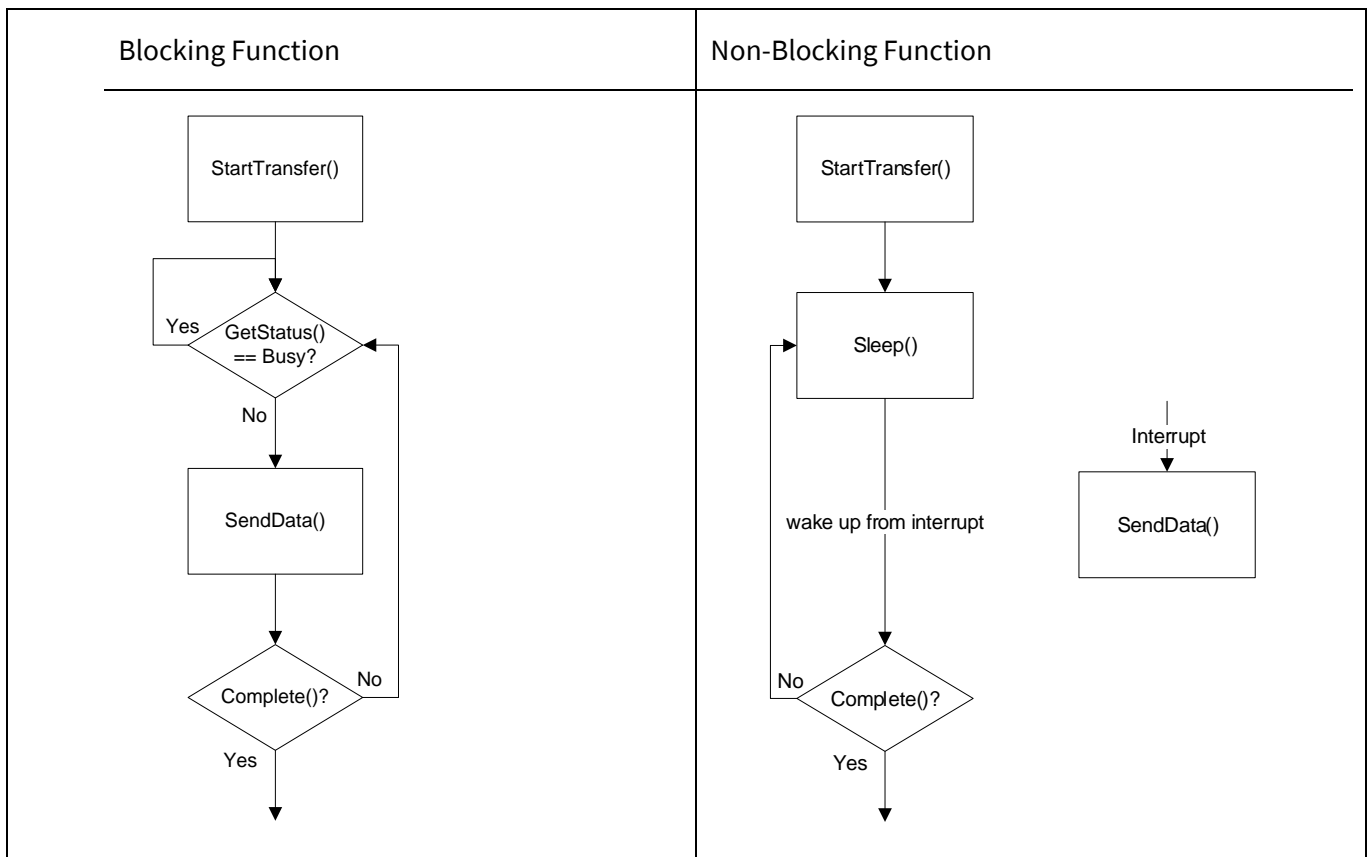 Blocking Function
StartTransfer()
Yes
GetStatus()
== Busy?
No
SendData()
Complete()?
No
Yes
Non-Blocking Function
StartTransfer()
Sleep()
wake up from interrupt
Interrupt
SendData()
No
Complete()?
Yes